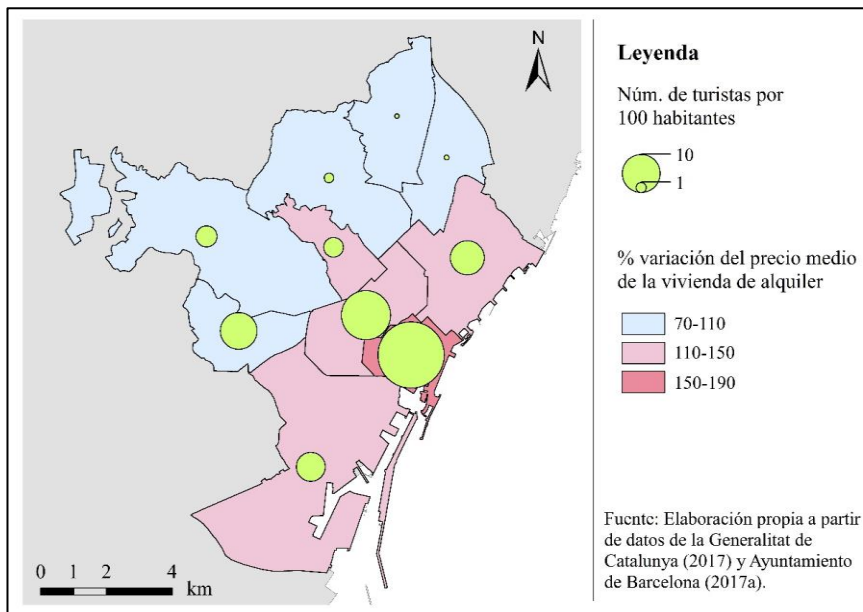 N
Leyenda
Núm. de turistas por
100 habitantes
10
1
% variación del precio medio
de la vivienda de alquiler
70-110
110-150
150-190
Fuente: Elaboración propia a partir
de datos de la Generalitat de
Catalunya (2017) y Ayuntamiento
de Barcelona (2017a).
0 1 2 4
km